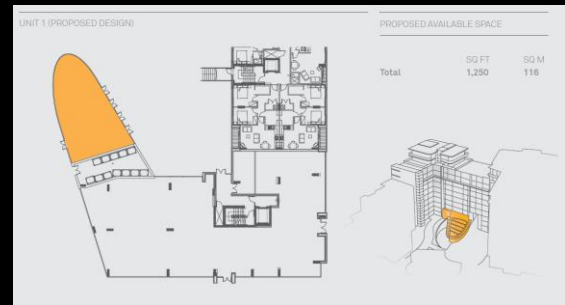 UNIT 1 (PROPOSED DESIGN)
PROPOSED AVAILABLE SPACE
SQ FT SQ M
Total 1,250 116